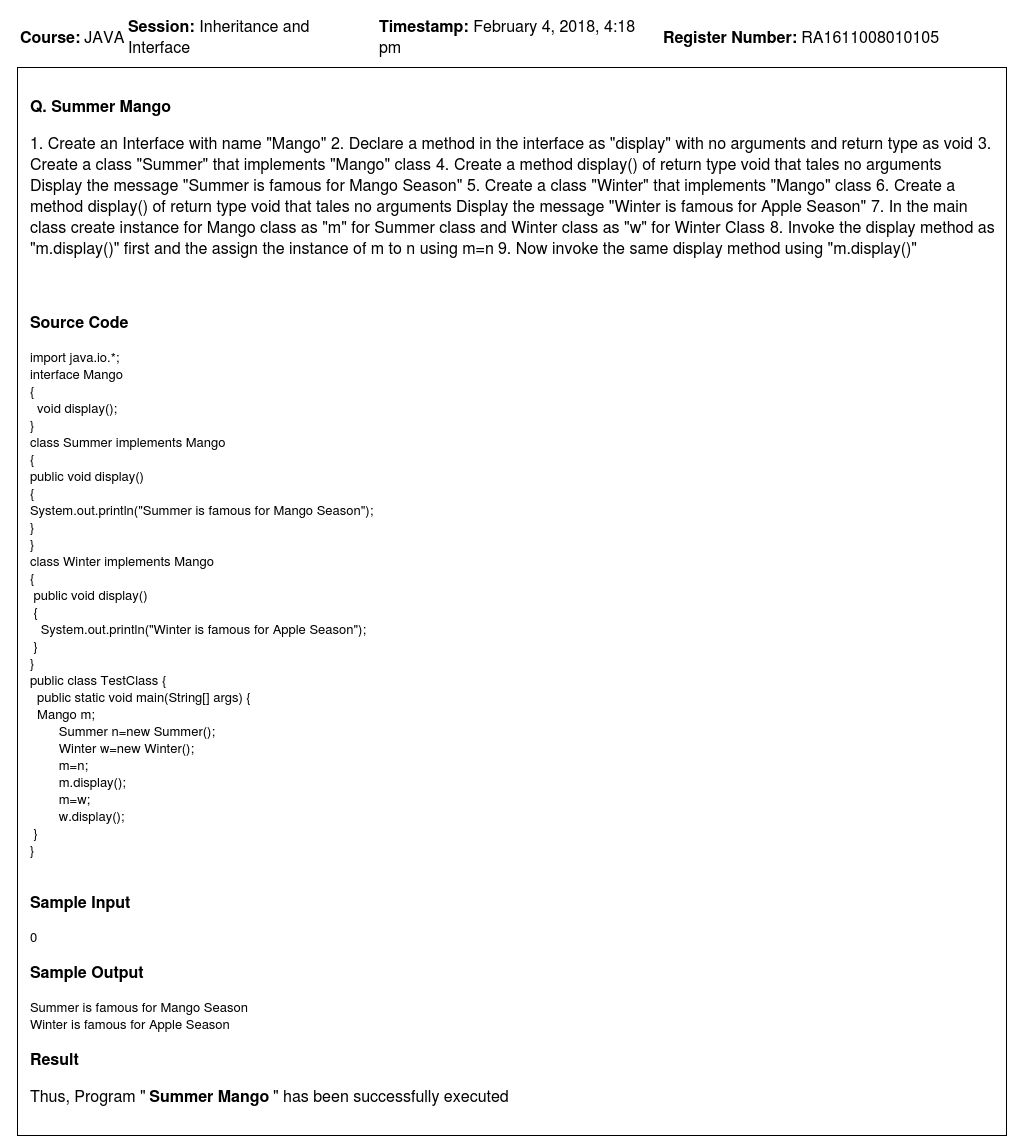 Course: JAVA Session: Inheritance and Interface Timestamp: February 4, 2018, 4:18 pm Register Number: RA1611008010105
Q. Summer Mango
1. Create an Interface with name "Mango" 2. Declare a method in the interface as "display" with no arguments and return type as void 3.
Create a class "Summer" that implements "Mango" class 4. Create a method display() of return type void that tales no arguments
Display the message "Summer is famous for Mango Season" 5. Create a class "Winter" that implements "Mango" class 6. Create a
method display() of return type void that tales no arguments Display the message "Winter is famous for Apple Season" 7. In the main
class create instance for Mango class as "m" for Summer class and Winter class as "w" for Winter Class 8. Invoke the display method as
"m.display()" first and the assign the instance of m to n using m=n 9. Now invoke the same display method using "m.display()"
Source Code
import java.io.*;
interface Mango
{
void display();
}
class Summer implements Mango
{
public void display()
{
System.out.println("Summer is famous for Mango Season");
}
}
class Winter implements Mango
{
public void display()
{
System.out.println("Winter is famous for Apple Season");
}
}
public class TestClass {
public static void main(String[] args) {
Mango m;
Summer n=new Summer();
Winter w=new Winter();
m=n;
m.display();
m=w;
w.display();
}
}
Sample Input
0
Sample Output
Summer is famous for Mango Season
Winter is famous for Apple Season
Result
Thus, Program " Summer Mango " has been successfully executed